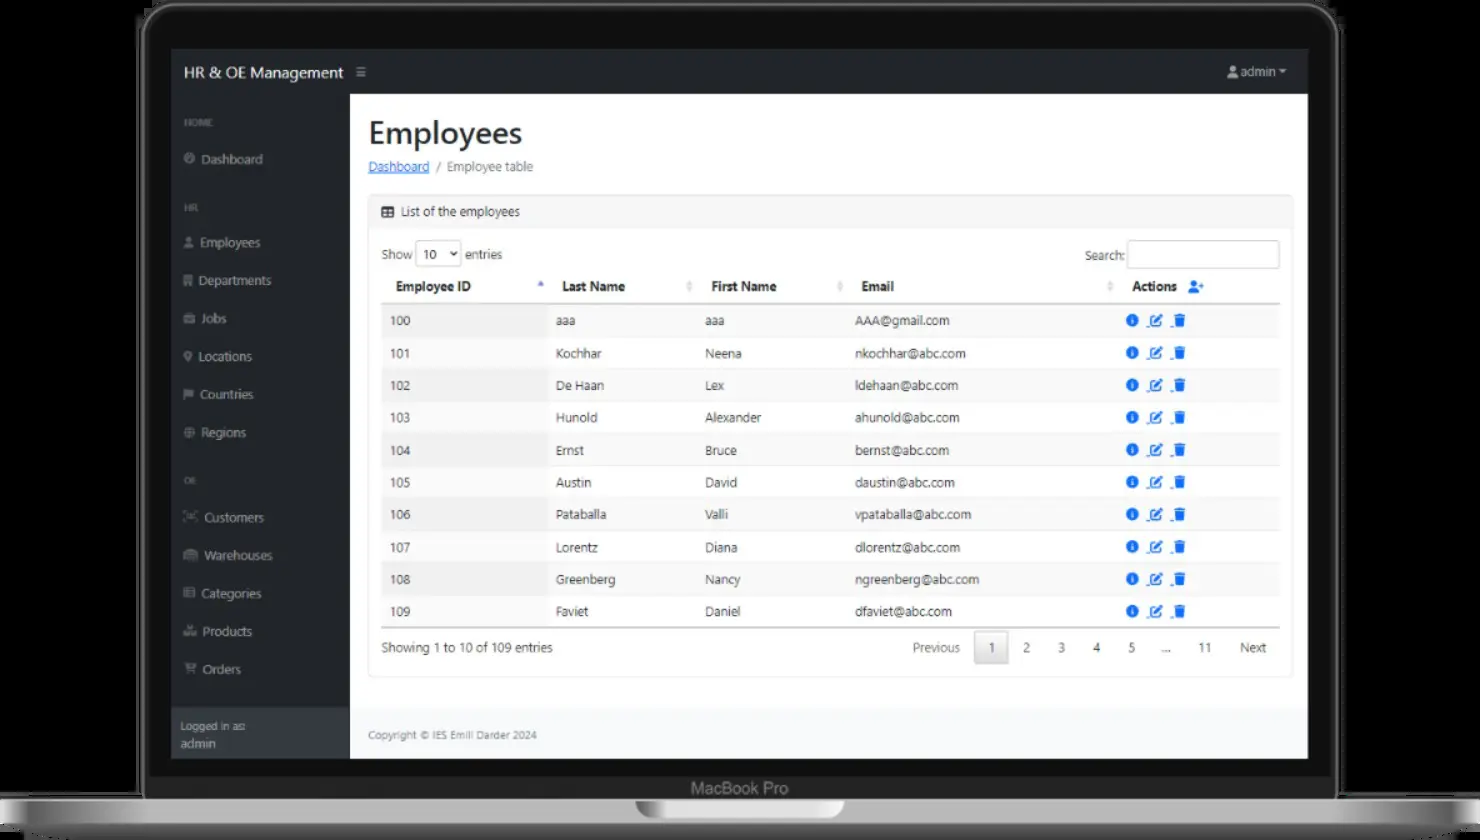 HR & OE Management
admin
HOME
Dashboard
HR
Employees
Departments
Jobs
Locations
Countries
Regions
OE
Customers
Warehouses
Categories
Products
Orders
Logged in as:
admin
Employees
Dashboard / Employee table
List of the employees
Show 10 entries
Search:
Employee ID Last Name First Name Email Actions
100 aaa aaa AAA@gmail.com
101 Kochhar Neena nkochhar@abc.com
102 De Haan Lex ldehaan@abc.com
103 Hunold Alexander ahunold@abc.com
104 Ernst Bruce bernst@abc.com
105 Austin David daustin@abc.com
106 Pataballa Valli vpataballa@abc.com
107 Lorentz Diana dlorentz@abc.com
108 Greenberg Nancy ngreenberg@abc.com
109 Faviet Daniel dfaviet@abc.com
Showing 1 to 10 of 109 entries
Previous 1 2 3 4 5 ... 11 Next
Copyright © IES Emili Darder 2024
MacBook Pro